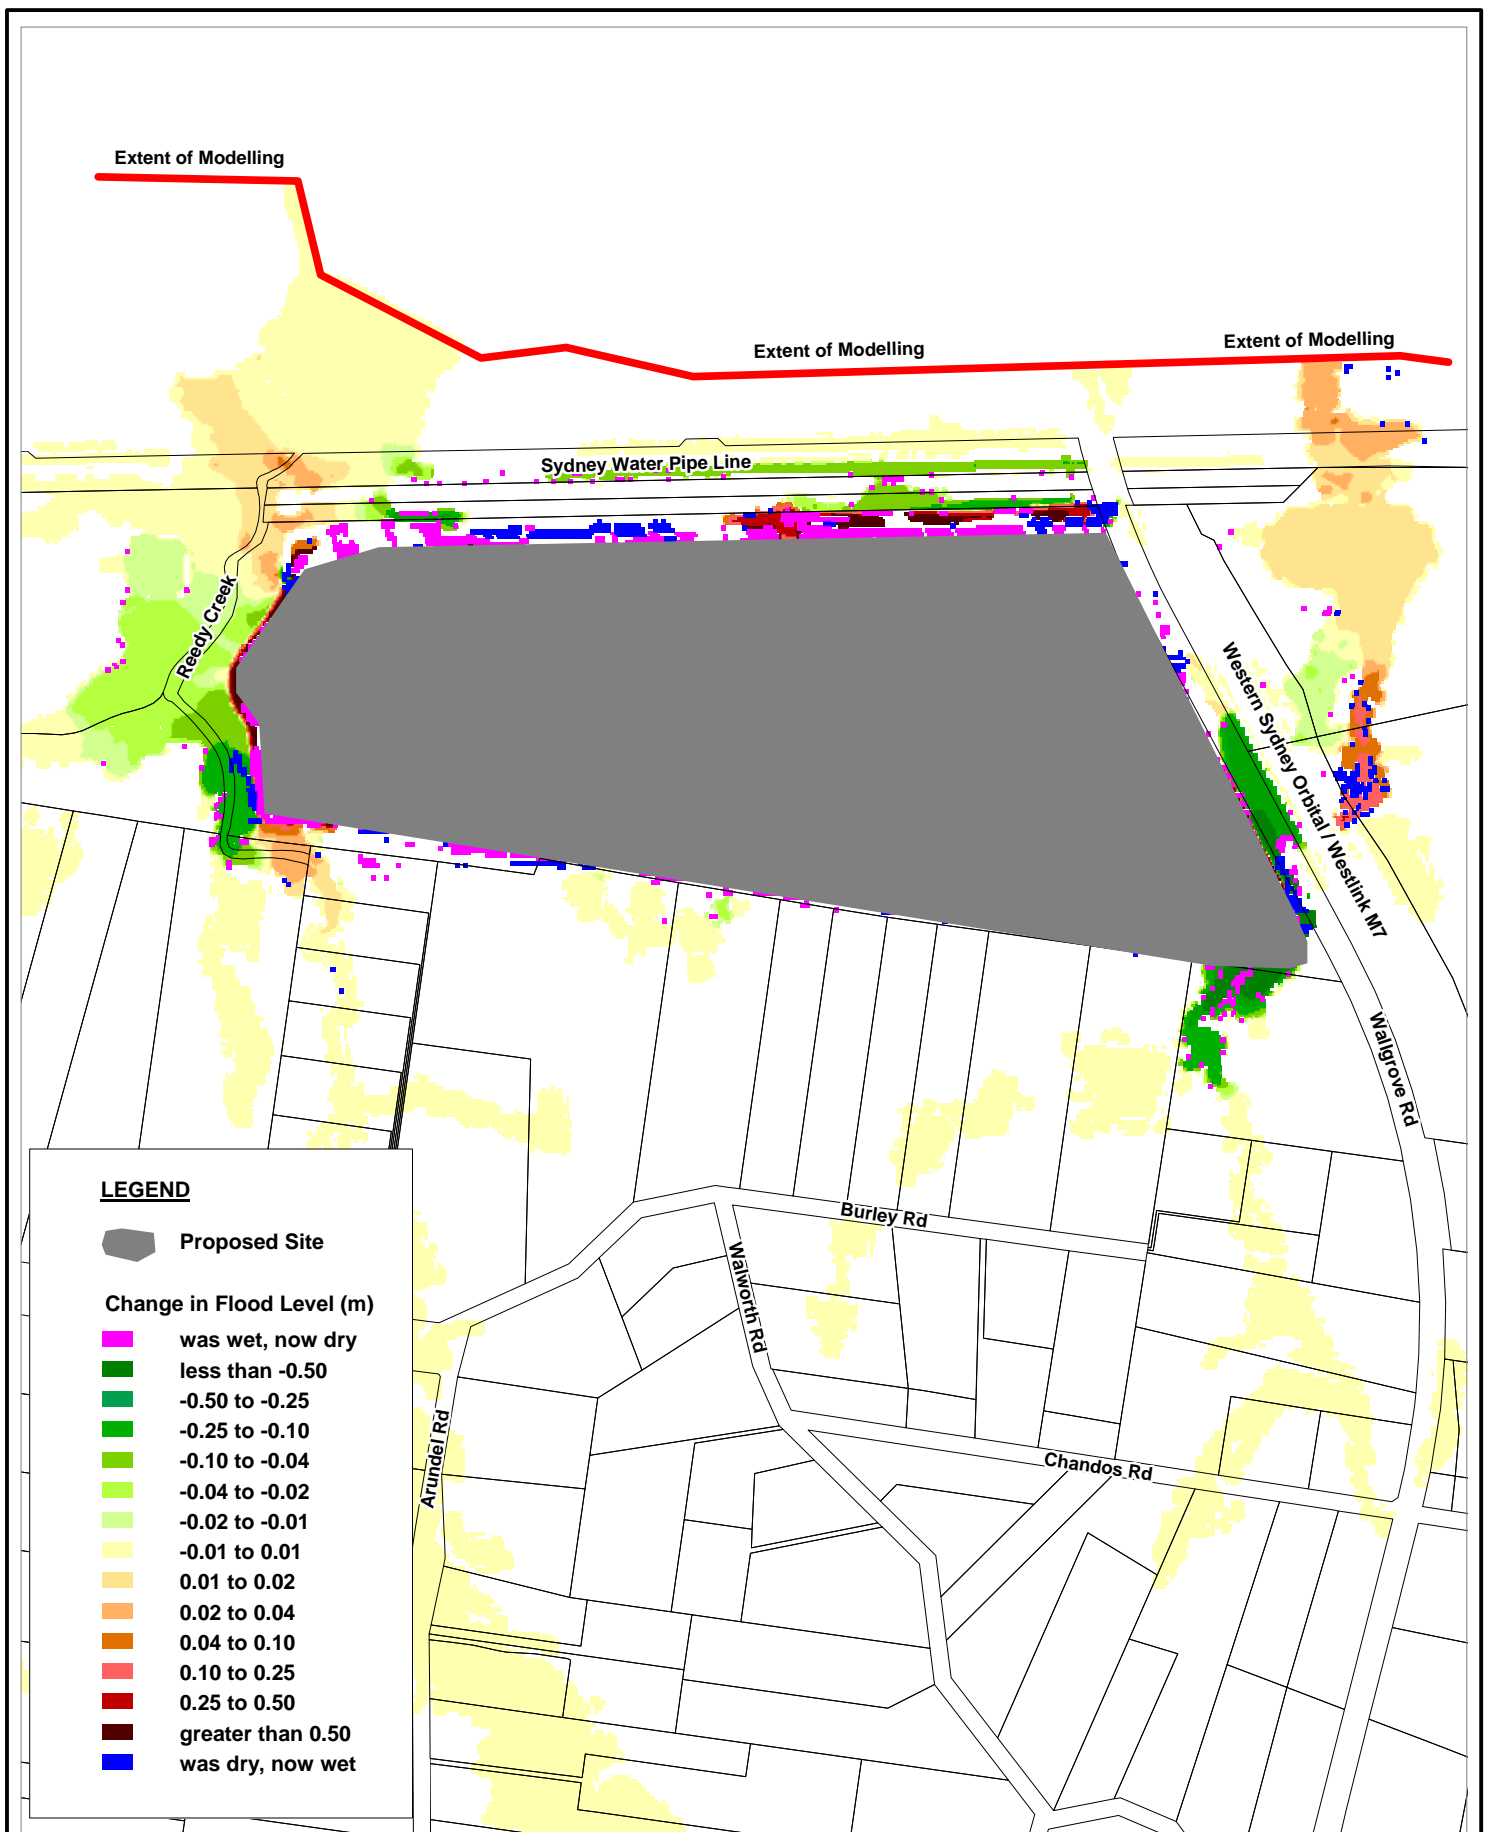 Extent of Modelling
Extent of Modelling
Extent of Modelling
Sydney Water Pipe Line
Reedy Creek
Western Sydney Orbital / Westlink M7
Wallgrove Rd
Burley Rd
Walworth Rd
Chandos Rd
Arundel Rd
LEGEND
Proposed Site
Change in Flood Level (m)
was wet, now dry
less than -0.50
-0.50 to -0.25
-0.25 to -0.10
-0.10 to -0.04
-0.04 to -0.02
-0.02 to -0.01
-0.01 to 0.01
0.01 to 0.02
0.02 to 0.04
0.04 to 0.10
0.10 to 0.25
0.25 to 0.50
greater than 0.50
was dry, now wet